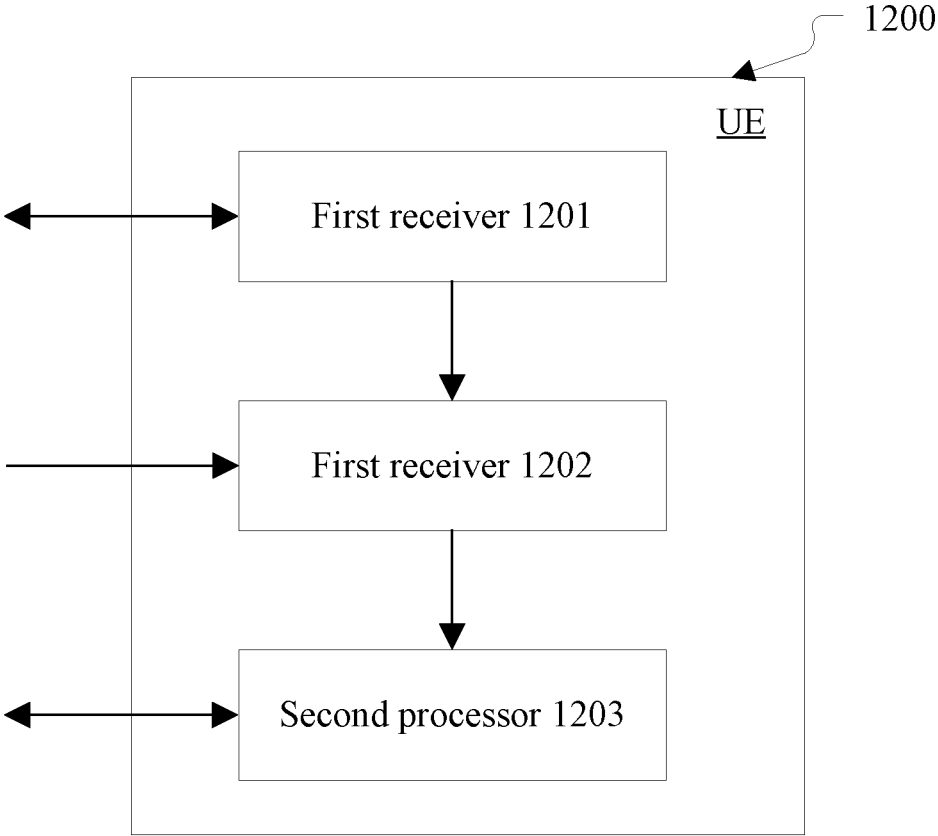 1200
UE
First receiver 1201
First receiver 1202
Second processor 1203